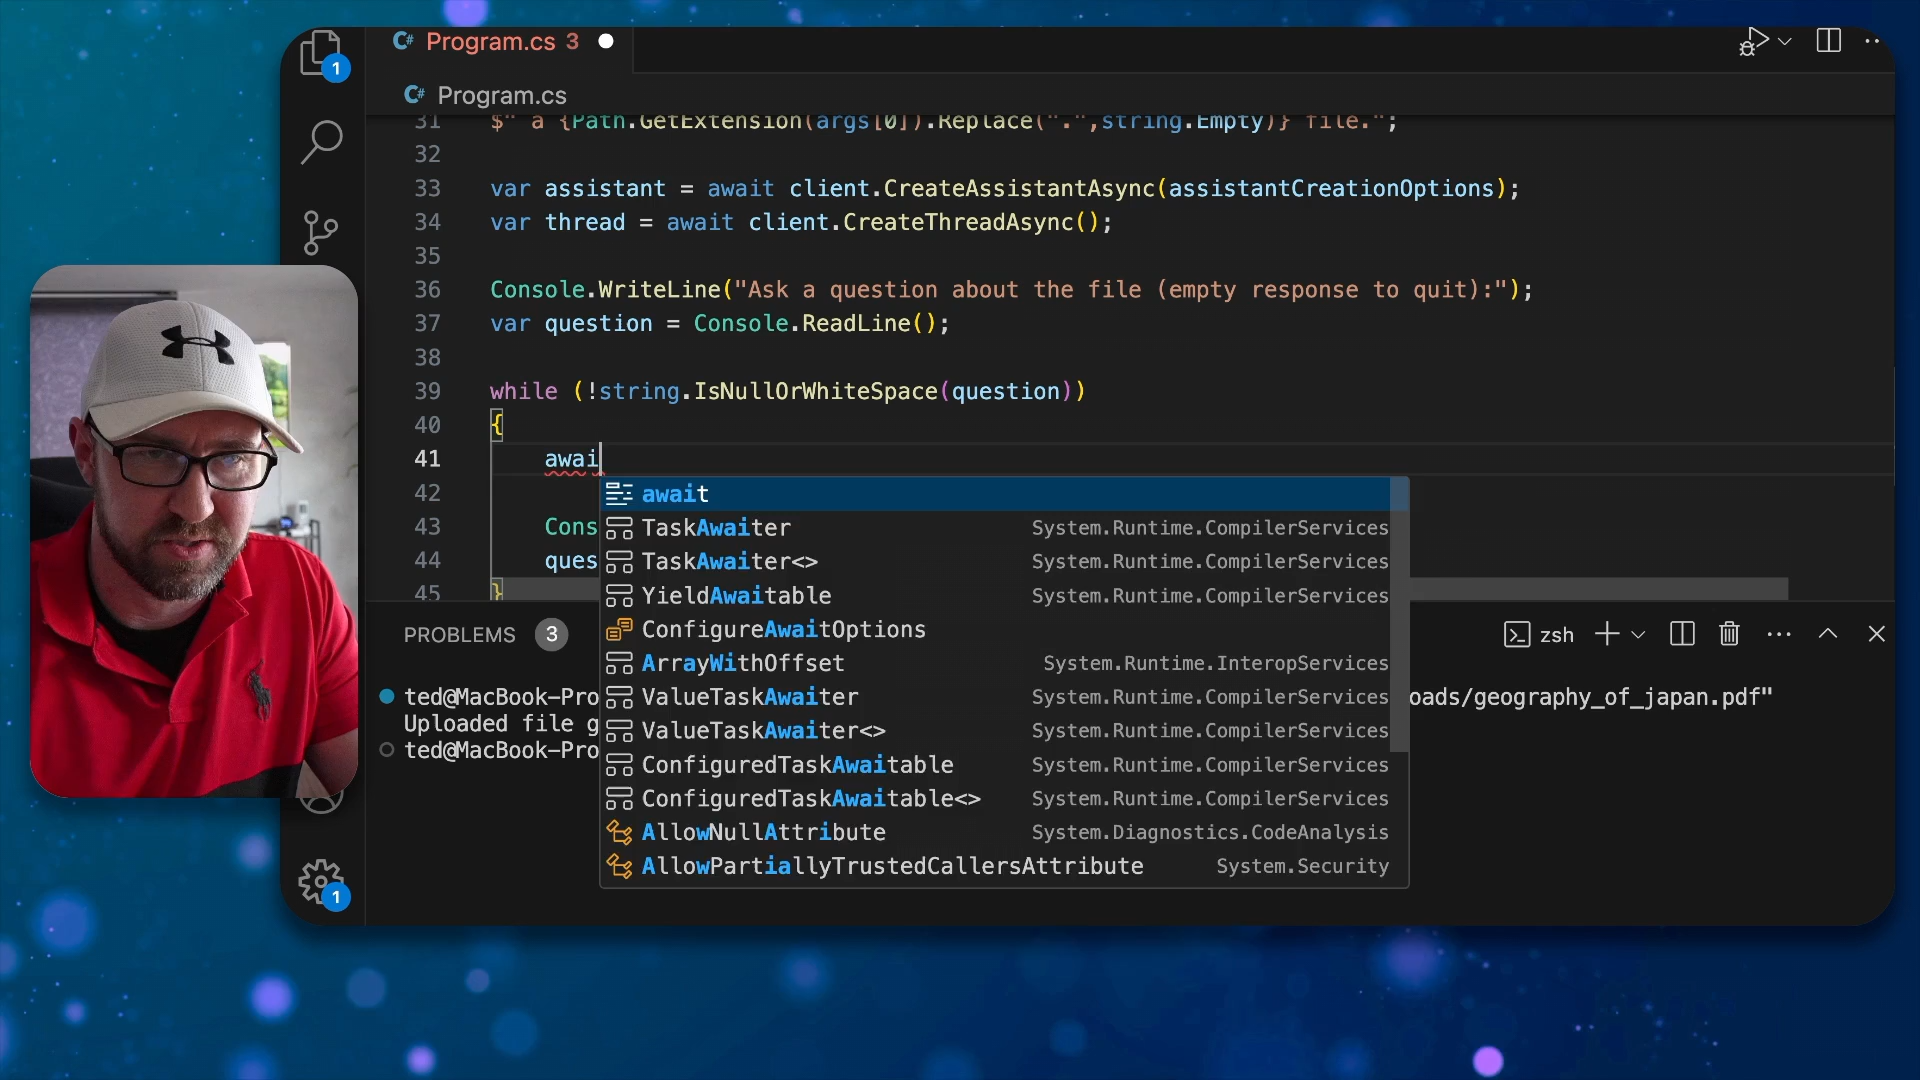 C# Program.cs 3
C# Program.cs
1
31 $" a {Path.GetExtension(args[0]).Replace(".",string.Empty)} file.";
32
33 var assistant = await client.CreateAssistantAsync(assistantCreationOptions);
34 var thread = await client.CreateThreadAsync();
35
36 Console.WriteLine("Ask a question about the file (empty response to quit):");
37 var question = Console.ReadLine();
38
39 while (!string.IsNullOrWhiteSpace(question))
40 {
41 awai
42
43 Cons
44 ques
45 }
await
TaskAwaiter System.Runtime.CompilerServices
TaskAwaiter<> System.Runtime.CompilerServices
YieldAwaitable System.Runtime.CompilerServices
ConfigureAwaitOptions
ArrayWithOffset System.Runtime.InteropServices
ValueTaskAwaiter System.Runtime.CompilerServices
ValueTaskAwaiter<> System.Runtime.CompilerServices
ConfiguredTaskAwaitable System.Runtime.CompilerServices
ConfiguredTaskAwaitable<> System.Runtime.CompilerServices
AllowNullAttribute System.Diagnostics.CodeAnalysis
AllowPartiallyTrustedCallersAttribute System.Security
PROBLEMS 3
zsh
ted@MacBook-Pro oads/geography_of_japan.pdf"
Uploaded file g
ted@MacBook-Pro
1